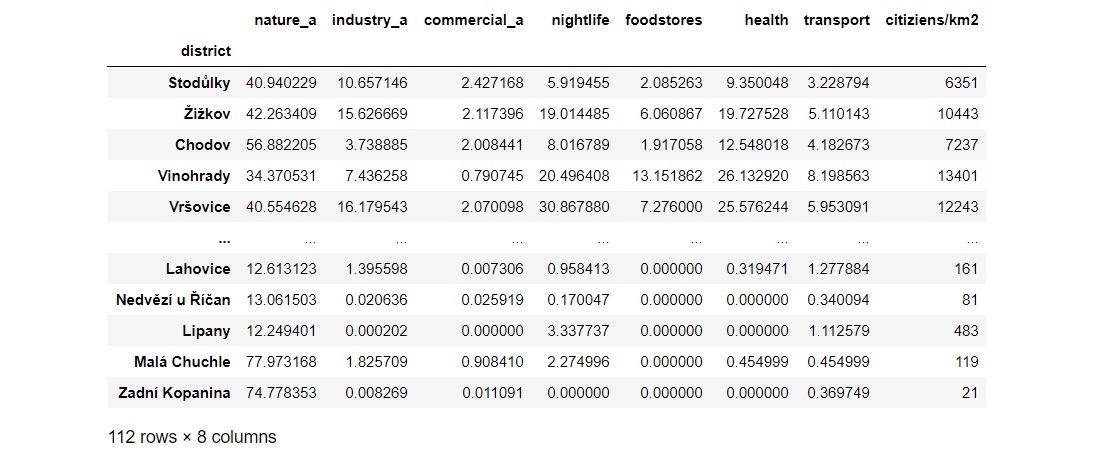 nature_a industry_a commercial_a nightlife foodstores health transport citiziens/km2
district
Stodůlky 40.940229 10.657146 2.427168 5.919455 2.085263 9.350048 3.228794 6351
Žižkov 42.263409 15.626669 2.117396 19.014485 6.060867 19.727528 5.110143 10443
Chodov 56.882205 3.738885 2.008441 8.016789 1.917058 12.548018 4.182673 7237
Vinohrady 34.370531 7.436258 0.790745 20.496408 13.151862 26.132920 8.198563 13401
Vršovice 40.554628 16.179543 2.070098 30.867880 7.276000 25.576244 5.953091 12243
... ... ... ... ... ... ... ... ...
Lahovice 12.613123 1.395598 0.007306 0.958413 0.000000 0.319471 1.277884 161
Nedvězí u Říčan 13.061503 0.020636 0.025919 0.170047 0.000000 0.000000 0.340094 81
Lipany 12.249401 0.000202 0.000000 3.337737 0.000000 0.000000 1.112579 483
Malá Chuchle 77.973168 1.825709 0.908410 2.274996 0.000000 0.454999 0.454999 119
Zadní Kopanina 74.778353 0.008269 0.011091 0.000000 0.000000 0.000000 0.369749 21
112 rows × 8 columns